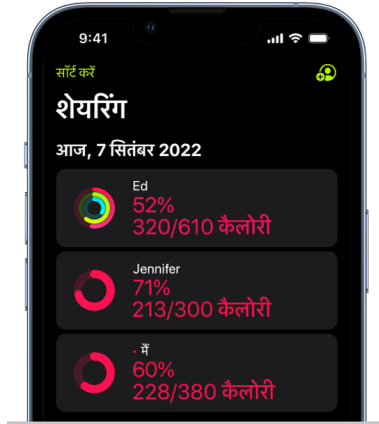 9:41
सॉर्ट करें
शेयरिंग
आज, 7 सितंबर 2022
Ed
52%
320/610 कैलोरी
Jennifer
71%
213/300 कैलोरी
• मैं
60%
228/380 कैलोरी